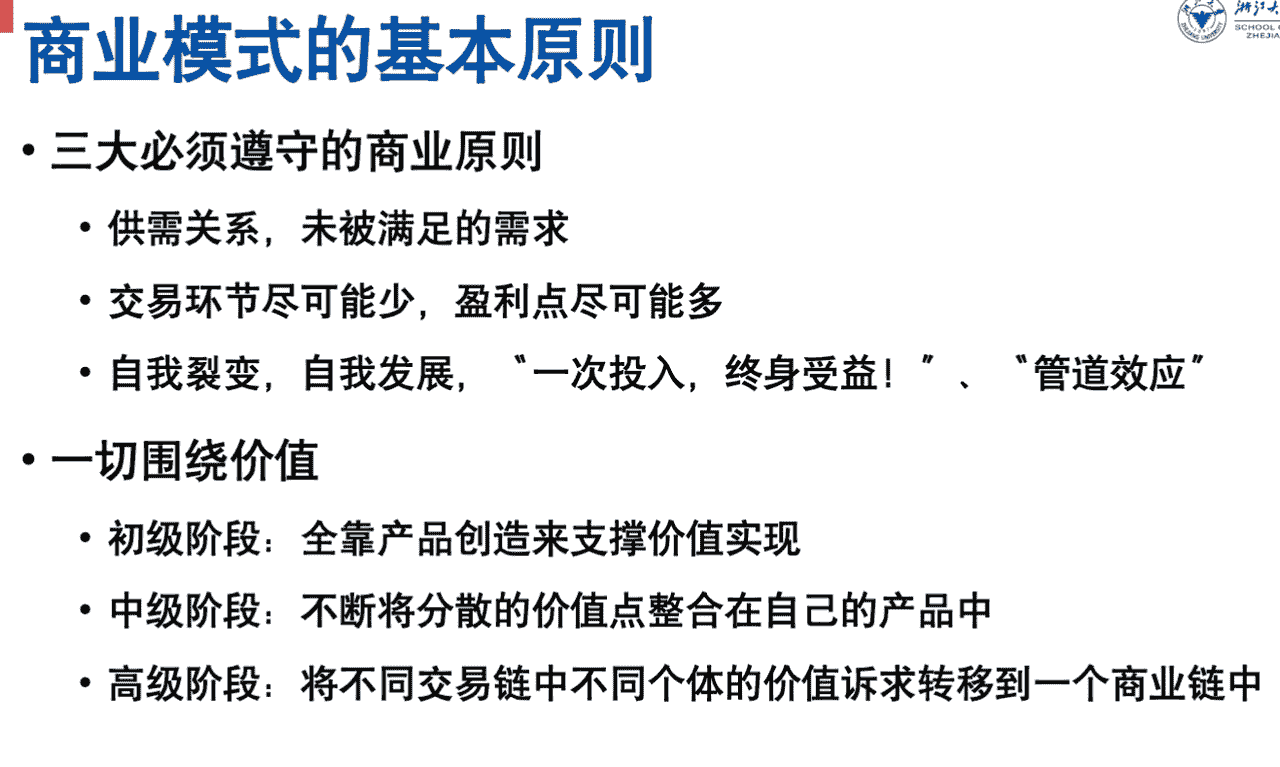 商业模式的基本原则
浙江大
ZHEJIANG UNIVERSITY
SCHOOL
ZHEJIA
• 三大必须遵守的商业原则
• 供需关系，未被满足的需求
• 交易环节尽可能少，盈利点尽可能多
• 自我裂变，自我发展，〝一次投入，终身受益！〞、〝管道效应〞
• 一切围绕价值
• 初级阶段：全靠产品创造来支撑价值实现
• 中级阶段：不断将分散的价值点整合在自己的产品中
• 高级阶段：将不同交易链中不同个体的价值诉求转移到一个商业链中